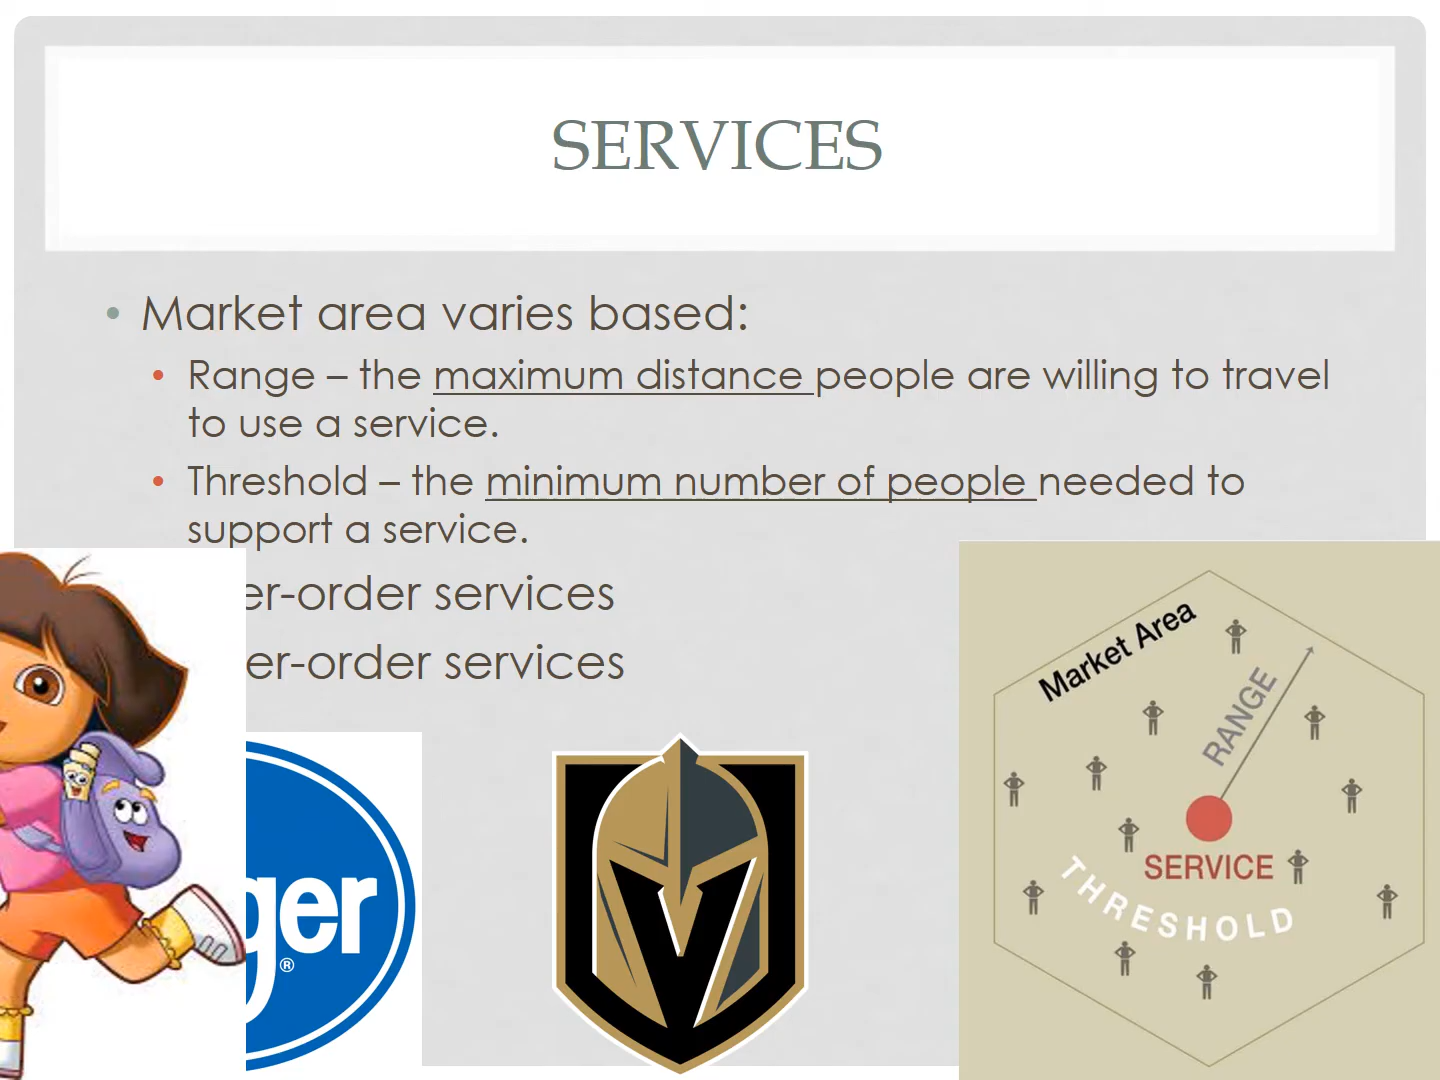 SERVICES
Market area varies based:
Range – the maximum distance people are willing to travel
to use a service.
Threshold – the minimum number of people needed to
support a service.
er-order services
er-order services
ger
®
Market Area
RANGE
SERVICE
THRESHOLD